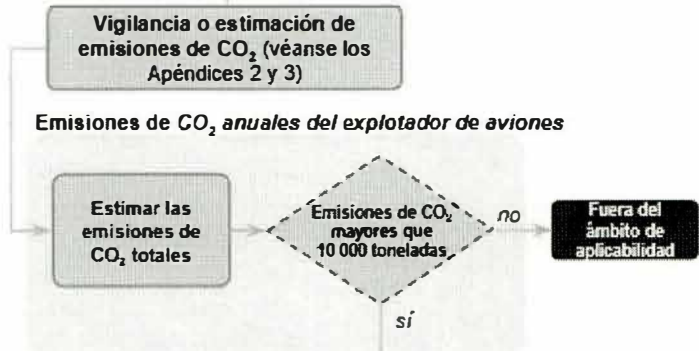 Vigilancia o estimación de
emisiones de CO₂ (véanse los
Apéndices 2 y 3)
Emisiones de CO₂ anuales del explotador de aviones
Estimar las
emisiones de
CO₂ totales
Emisiones de CO₂
mayores que
10 000 toneladas
no
Fuera del
ámbito de
aplicabilidad
sí